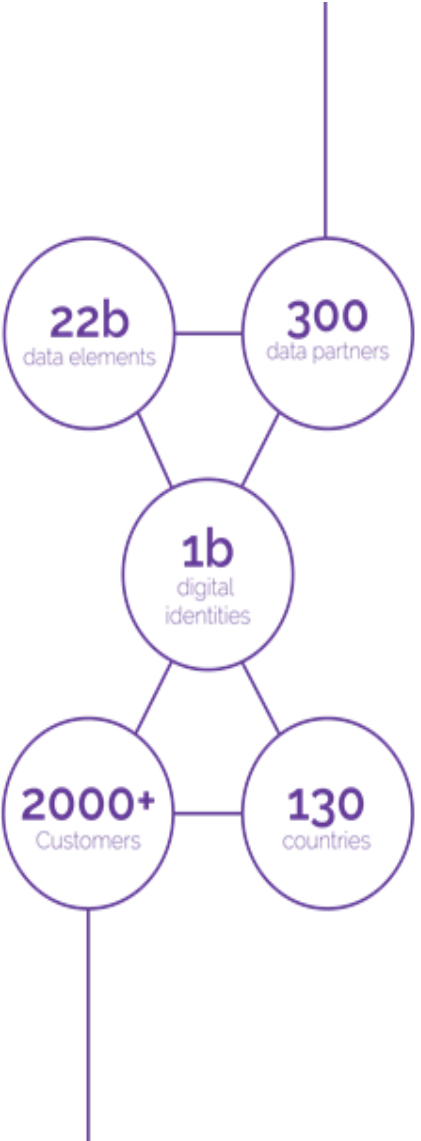 22b
data elements
300
data partners
1b
digital
identities
2000+
Customers
130
countries